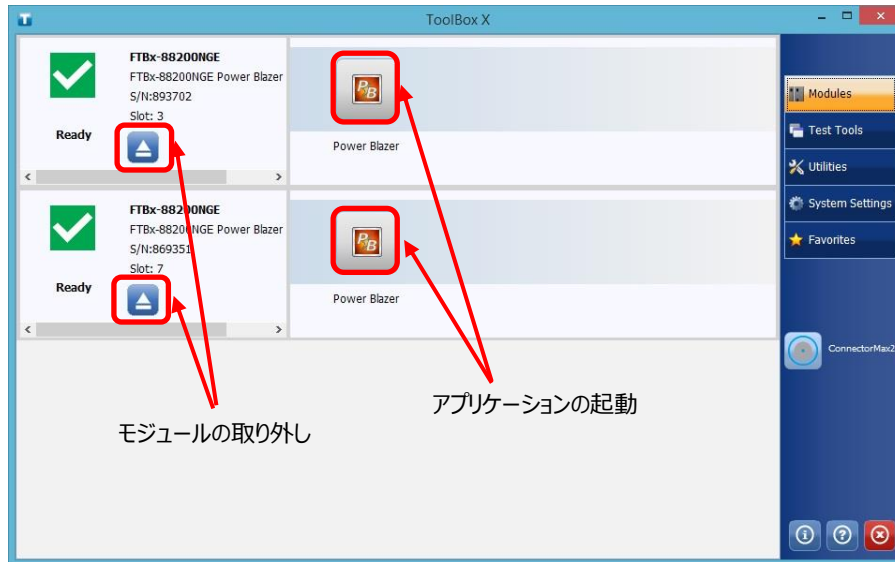 ToolBox X
FTBx-88200NGE
FTBx-88200NGE Power Blazer
S/N:893702
Slot: 3
Ready
Power Blazer
FTBx-88200NGE
FTBx-88200NGE Power Blazer
S/N:869351
Slot: 7
Ready
Power Blazer
モジュールの取り外し
アプリケーションの起動
Modules
Test Tools
Utilities
System Settings
Favorites
ConnectorMax2